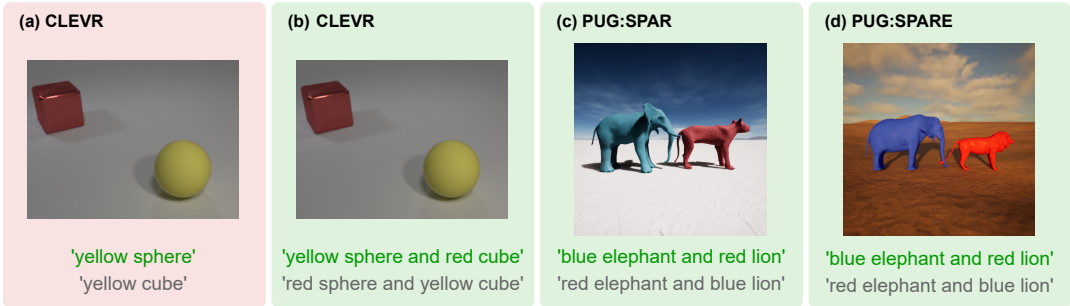 (a) CLEVR
'yellow sphere'
'yellow cube'
(b) CLEVR
'yellow sphere and red cube'
'red sphere and yellow cube'
(c) PUG:SPAR
'blue elephant and red lion'
'red elephant and blue lion'
(d) PUG:SPARE
'blue elephant and red lion'
'red elephant and blue lion'